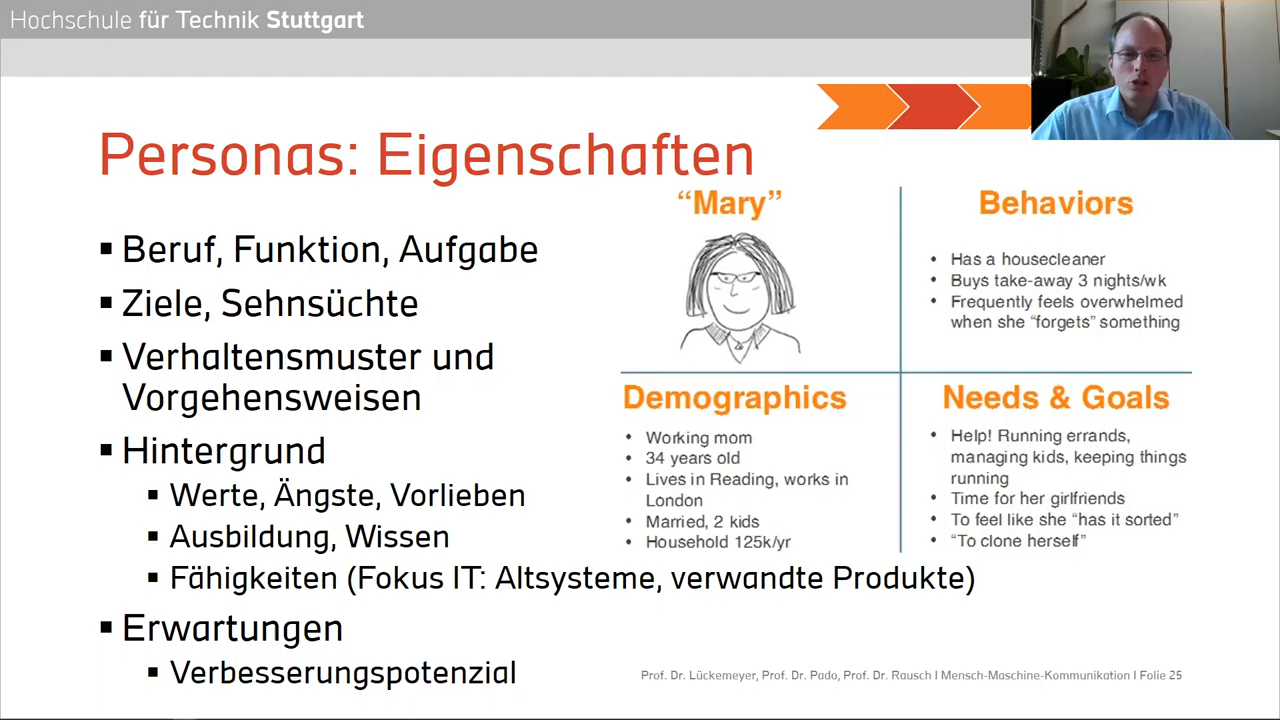 Hochschule für Technik Stuttgart
Personas: Eigenschaften
▪ Beruf, Funktion, Aufgabe
▪ Ziele, Sehnsüchte
▪ Verhaltensmuster und
Vorgehensweisen
▪ Hintergrund
▪ Werte, Ängste, Vorlieben
▪ Ausbildung, Wissen
▪ Fähigkeiten (Fokus IT: Altsysteme, verwandte Produkte)
▪ Erwartungen
▪ Verbesserungspotenzial
“Mary”
Behaviors
• Has a housecleaner
• Buys take-away 3 nights/wk
• Frequently feels overwhelmed
when she “forgets” something
Demographics
• Working mom
• 34 years old
• Lives in Reading, works in
London
• Married, 2 kids
• Household 125k/yr
Needs & Goals
• Help! Running errands,
managing kids, keeping things
running
• Time for her girlfriends
• To feel like she “has it sorted”
• “To clone herself”
Prof. Dr. Lückemeyer, Prof. Dr. Pado, Prof. Dr. Rausch I Mensch-Maschine-Kommunikation I Folie 25